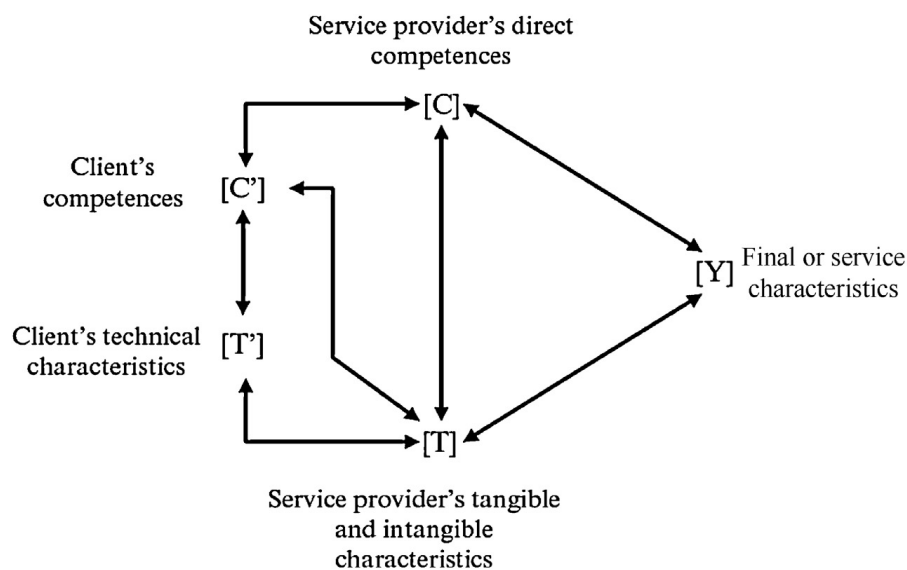 Service provider’s direct
competences
[C]
Client’s
competences
[C’]
[Y]
Final or service
characteristics
Client’s technical
characteristics
[T’]
[T]
Service provider’s tangible
and intangible
characteristics